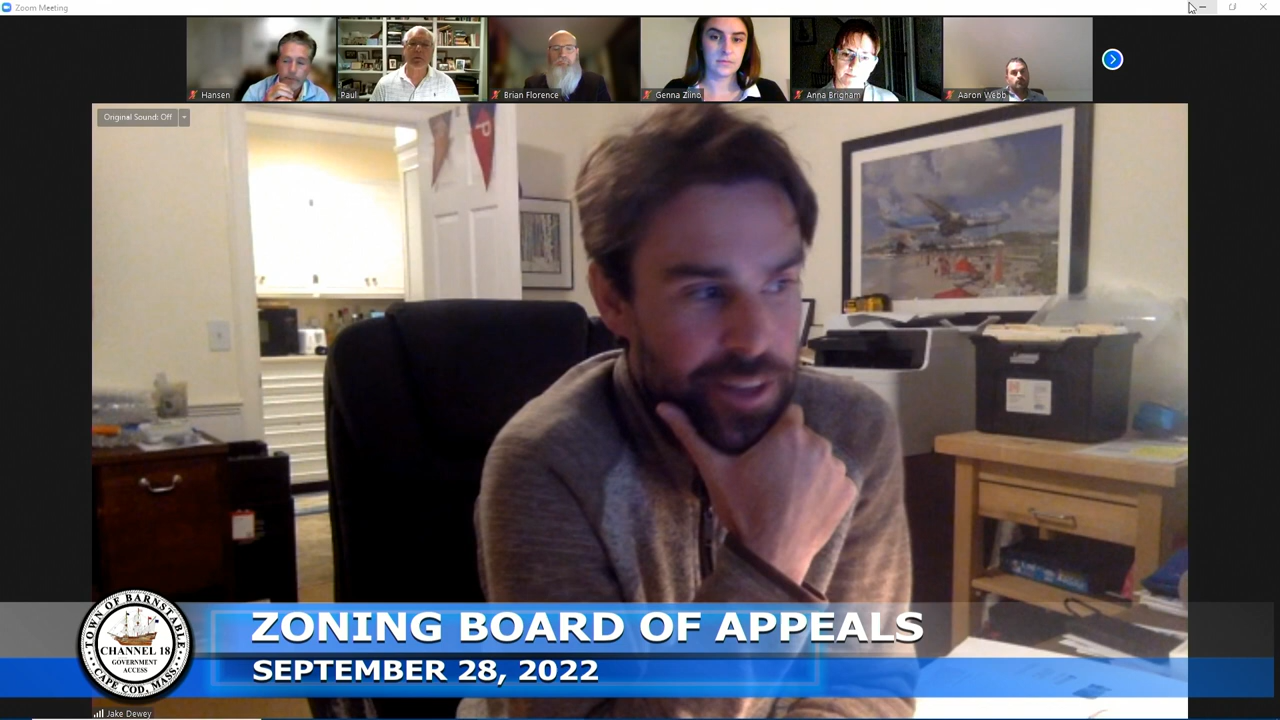 Zoom Meeting
Hansen
Paul
Brian Florence
Genna Ziino
Anna Brigham
Aaron Webb
Original Sound: Off
P
TOWN OF BARNSTABLE
CHANNEL 18
GOVERNMENT
ACCESS
CAPE COD, MASS.
ZONING BOARD OF APPEALS
SEPTEMBER 28, 2022
Jake Dewey